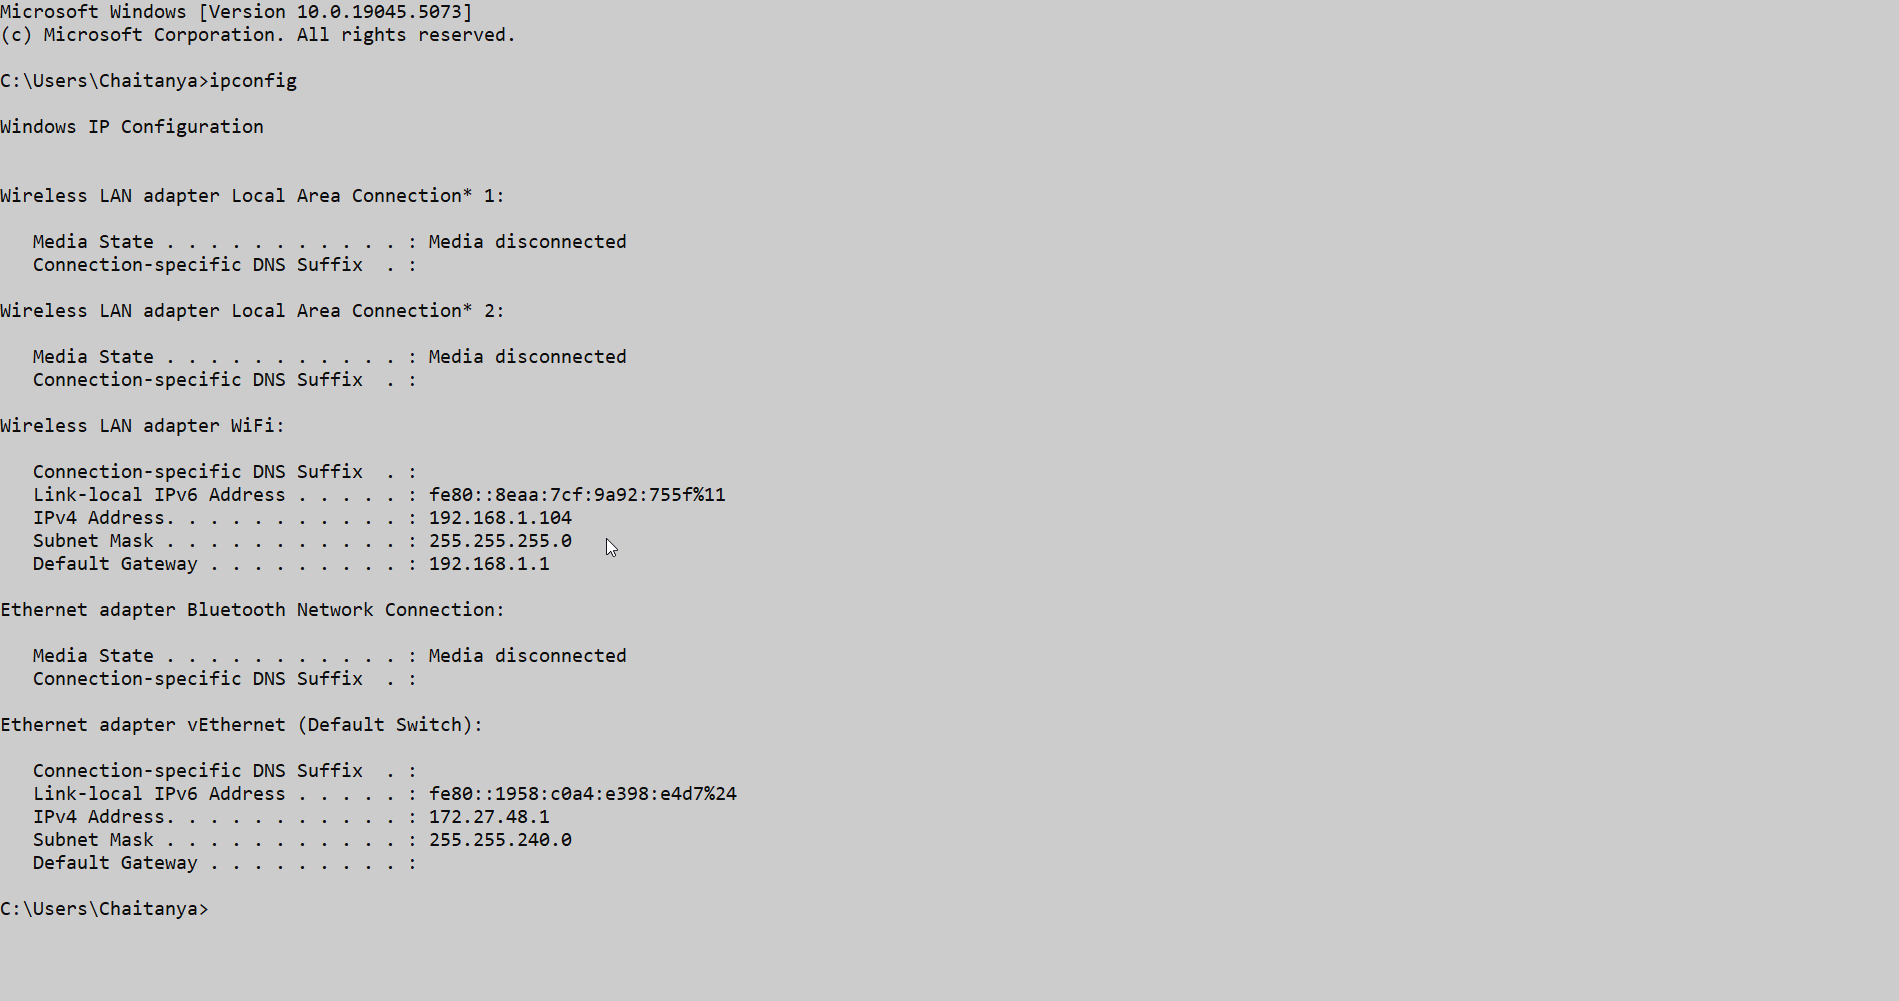 Microsoft Windows [Version 10.0.19045.5073]
(c) Microsoft Corporation. All rights reserved.
C:\Users\Chaitanya>ipconfig
Windows IP Configuration
Wireless LAN adapter Local Area Connection* 1:
   Media State . . . . . . . . . . . : Media disconnected
   Connection-specific DNS Suffix  . :
Wireless LAN adapter Local Area Connection* 2:
   Media State . . . . . . . . . . . : Media disconnected
   Connection-specific DNS Suffix  . :
Wireless LAN adapter WiFi:
   Connection-specific DNS Suffix  . :
   Link-local IPv6 Address . . . . . : fe80::8eaa:7cf:9a92:755f%11
   IPv4 Address. . . . . . . . . . . : 192.168.1.104
   Subnet Mask . . . . . . . . . . . : 255.255.255.0
   Default Gateway . . . . . . . . . : 192.168.1.1
Ethernet adapter Bluetooth Network Connection:
   Media State . . . . . . . . . . . : Media disconnected
   Connection-specific DNS Suffix  . :
Ethernet adapter vEthernet (Default Switch):
   Connection-specific DNS Suffix  . :
   Link-local IPv6 Address . . . . . : fe80::1958:c0a4:e398:e4d7%24
   IPv4 Address. . . . . . . . . . . : 172.27.48.1
   Subnet Mask . . . . . . . . . . . : 255.255.240.0
   Default Gateway . . . . . . . . . :
C:\Users\Chaitanya>